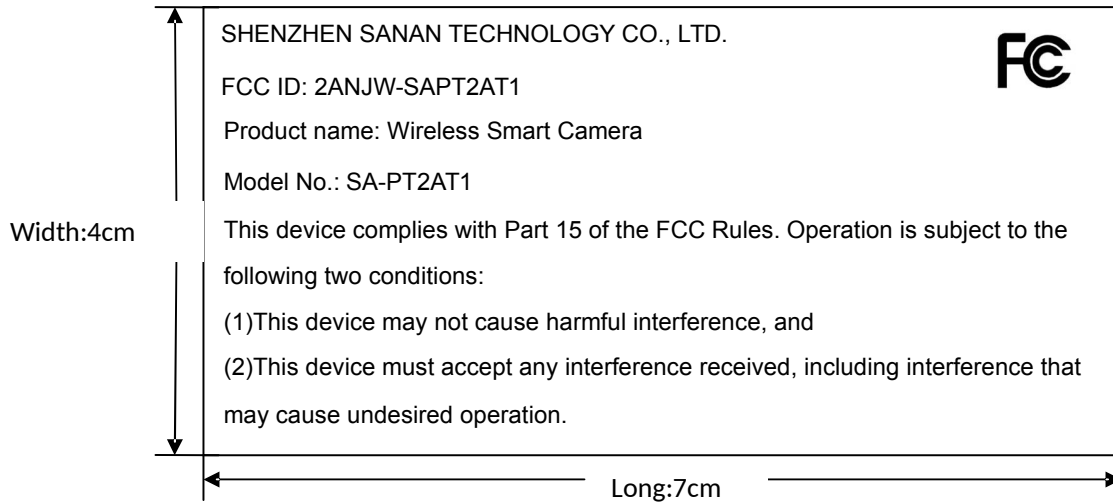 SHENZHEN SANAN TECHNOLOGY CO., LTD.
FC
FCC ID: 2ANJW-SAPT2AT1
Product name: Wireless Smart Camera
Model No.: SA-PT2AT1
Width:4cm
This device complies with Part 15 of the FCC Rules. Operation is subject to the
following two conditions:
(1)This device may not cause harmful interference, and
(2)This device must accept any interference received, including interference that
may cause undesired operation.
Long:7cm